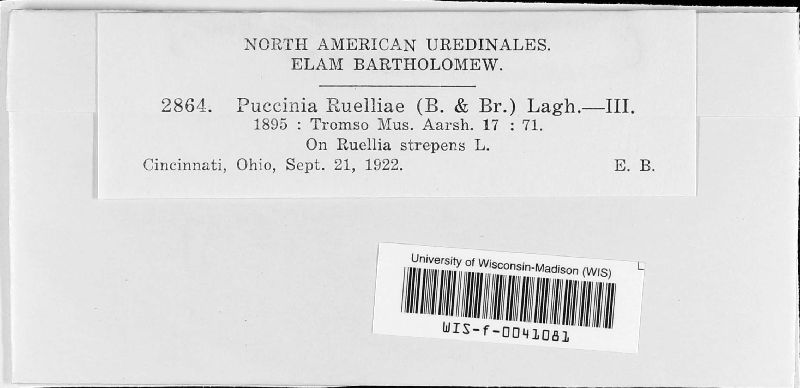 NORTH AMERICAN UREDINALES.
ELAM BARTHOLOMEW.
2864. Puccinia Ruelliae (B. & Br.) Lagh.—III.
1895 : Tromso Mus. Aarsh. 17 : 71.
On Ruellia strepens L.
Cincinnati, Ohio, Sept. 21, 1922. E. B.
University of Wisconsin-Madison (WIS)
WIS-f-0041081